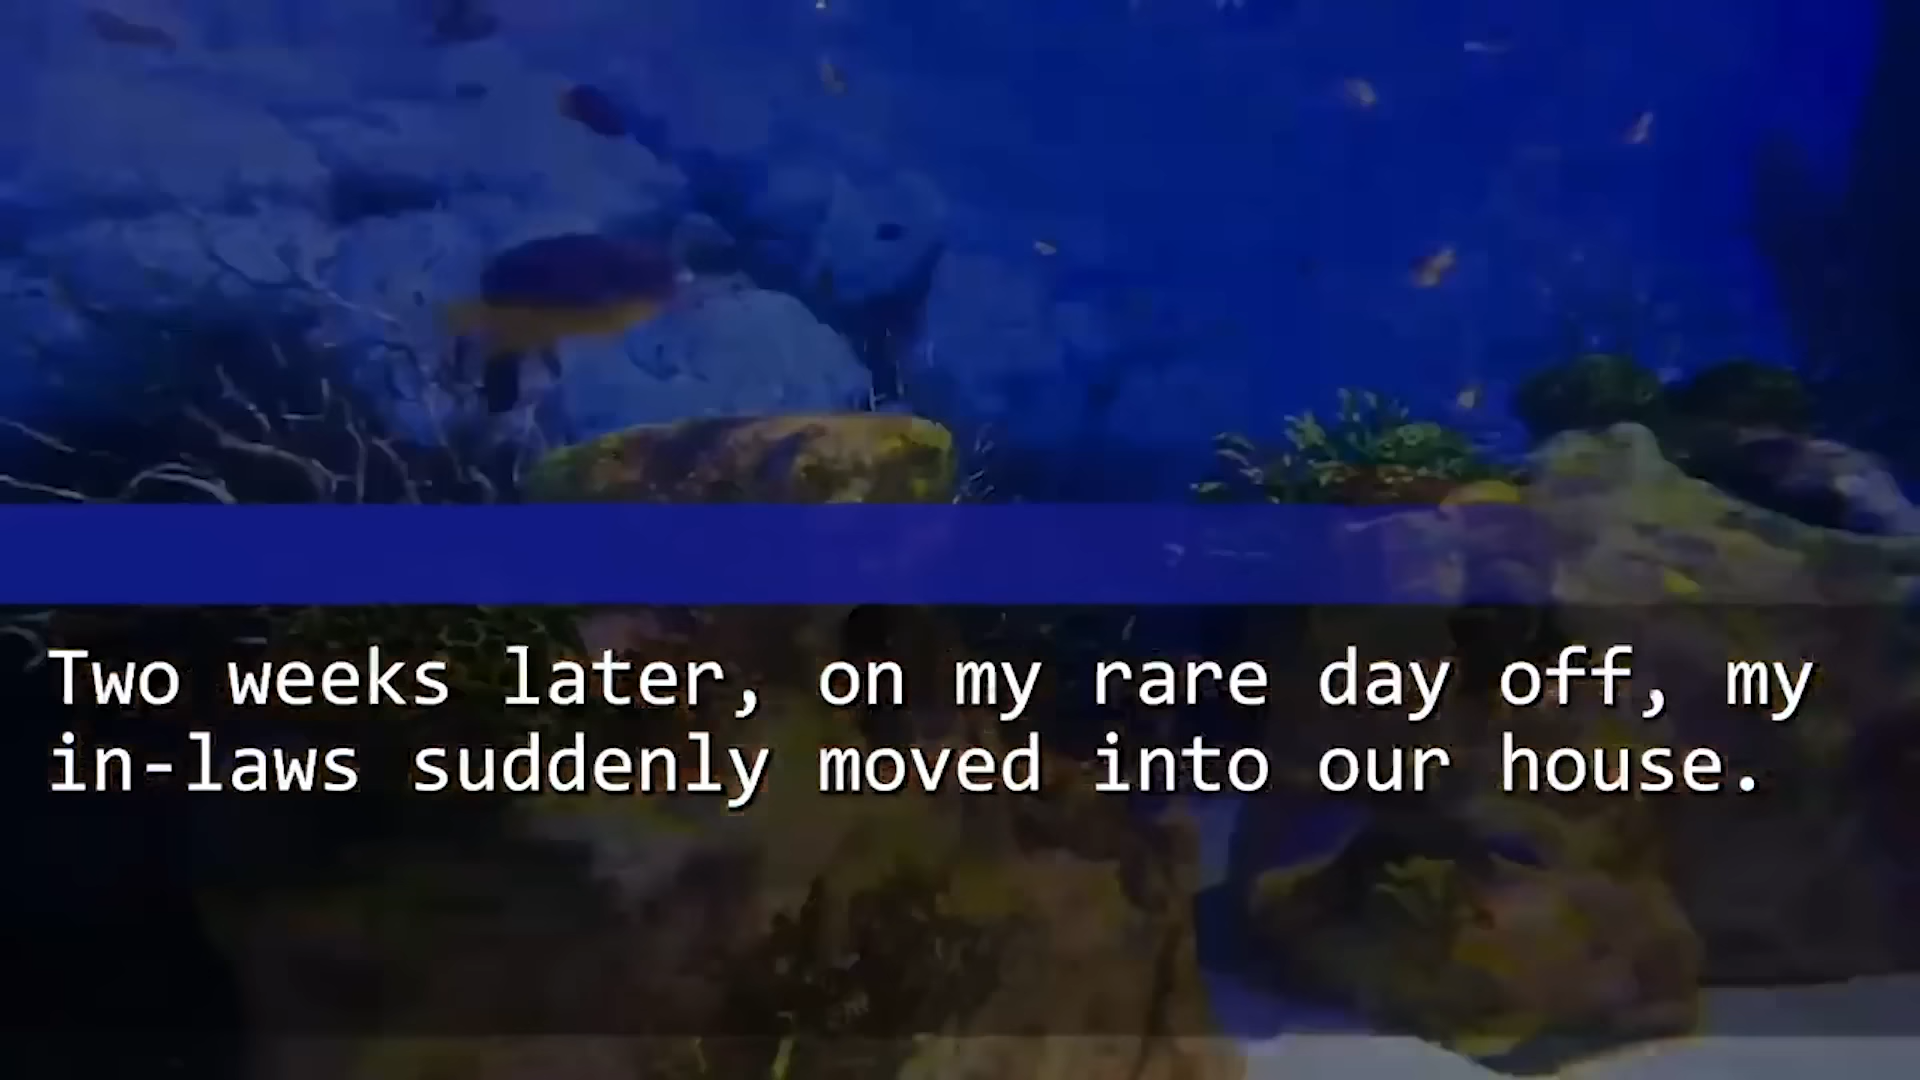 Two weeks later, on my rare day off, my
in-laws suddenly moved into our house.